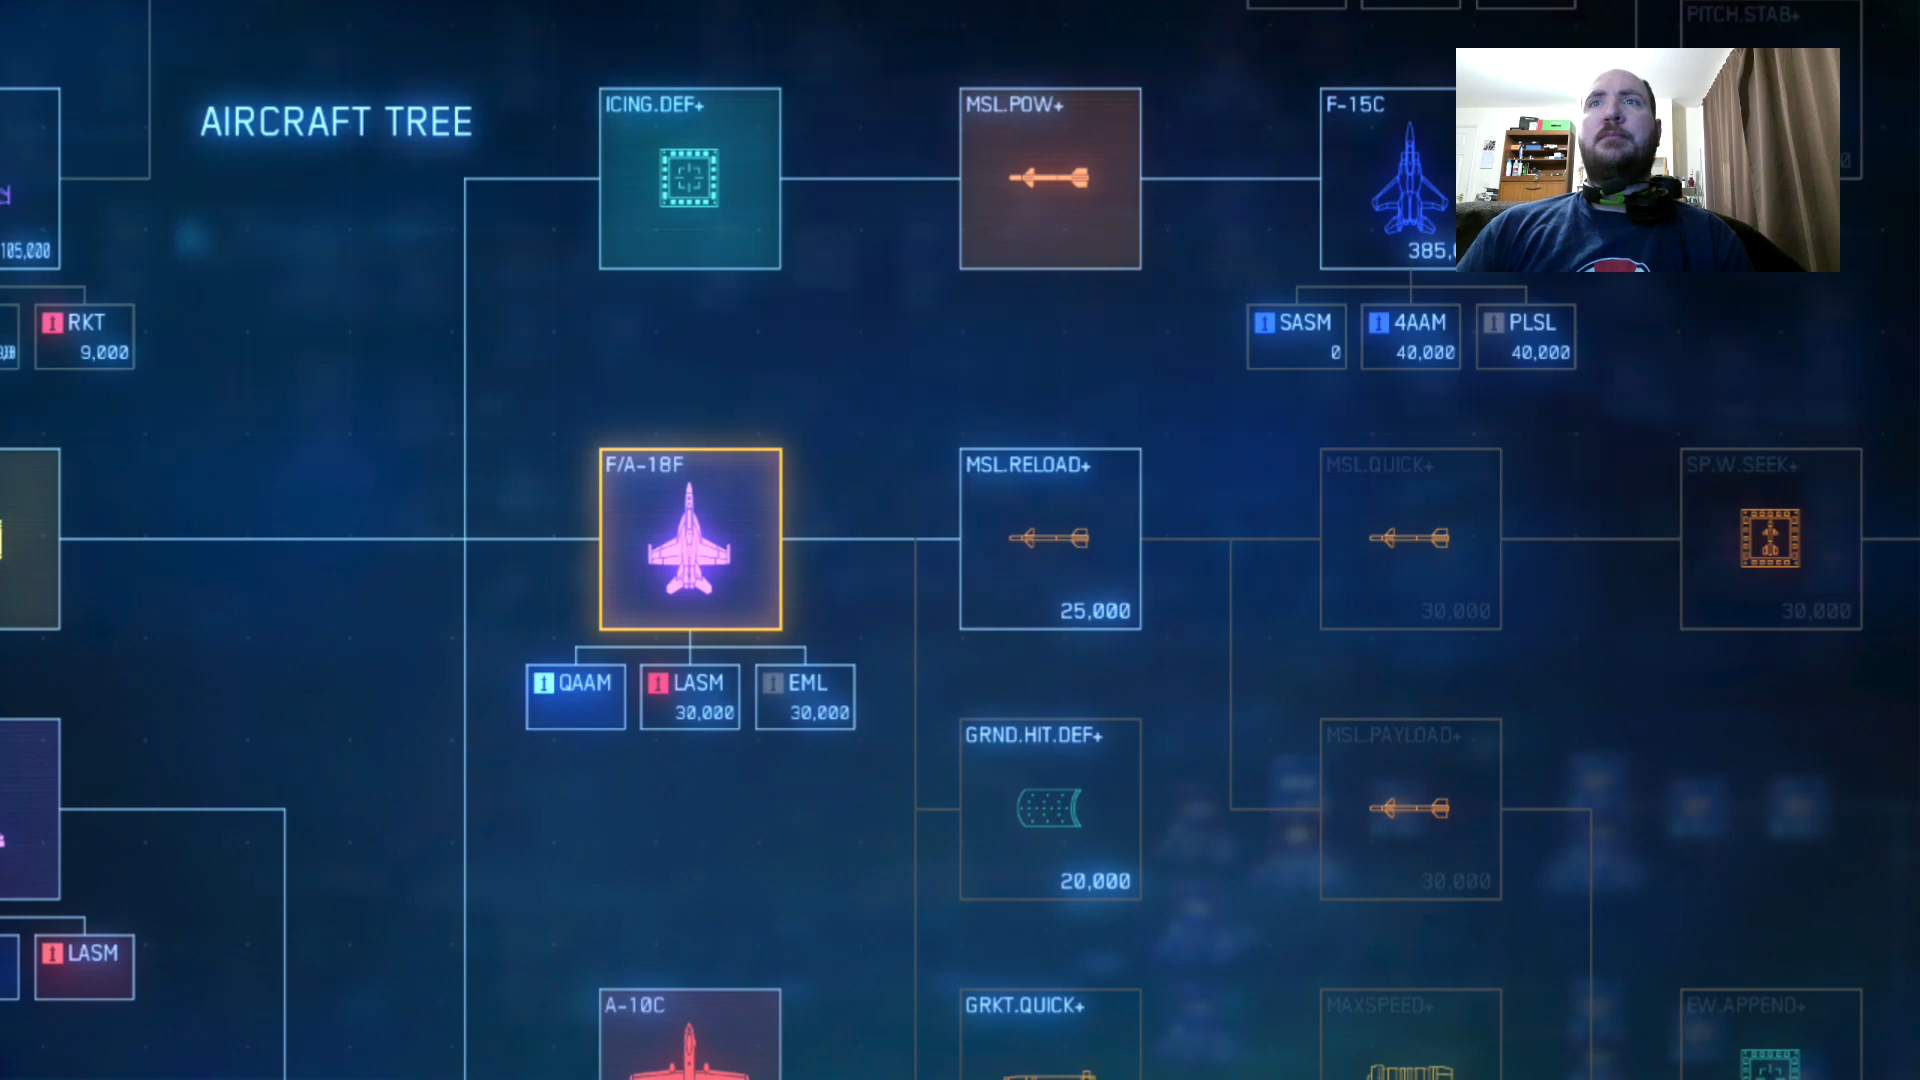 PITCH.STAB+
AIRCRAFT TREE
ICING.DEF+
MSL.POW+
F-15C
105,000
385,
RKT
9,000
SASM
0
4AAM
40,000
PLSL
40,000
F/A-18F
MSL.RELOAD+
25,000
MSL.QUICK+
30,000
SP.W.SEEK+
30,000
QAAM
LASM
30,000
EML
30,000
GRND.HIT.DEF+
20,000
MSL.PAYLOAD+
30,000
LASM
A-10C
GRKT.QUICK+
MAXSPEED+
EW.APPEND+